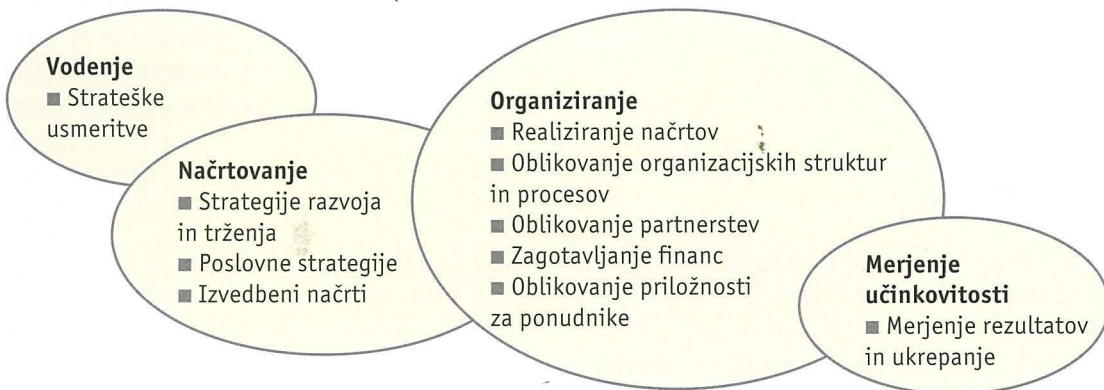 Vodenje
■ Strateške
usmeritve
Načrtovanje
■ Strategije razvoja
in trženja
■ Poslovne strategije
■ Izvedbeni načrti
Organiziranje
■ Realiziranje načrtov
■ Oblikovanje organizacijskih struktur
in procesov
■ Oblikovanje partnerstev
■ Zagotavljanje financ
■ Oblikovanje priložnosti
za ponudnike
Merjenje
učinkovitosti
■ Merjenje rezultatov
in ukrepanje